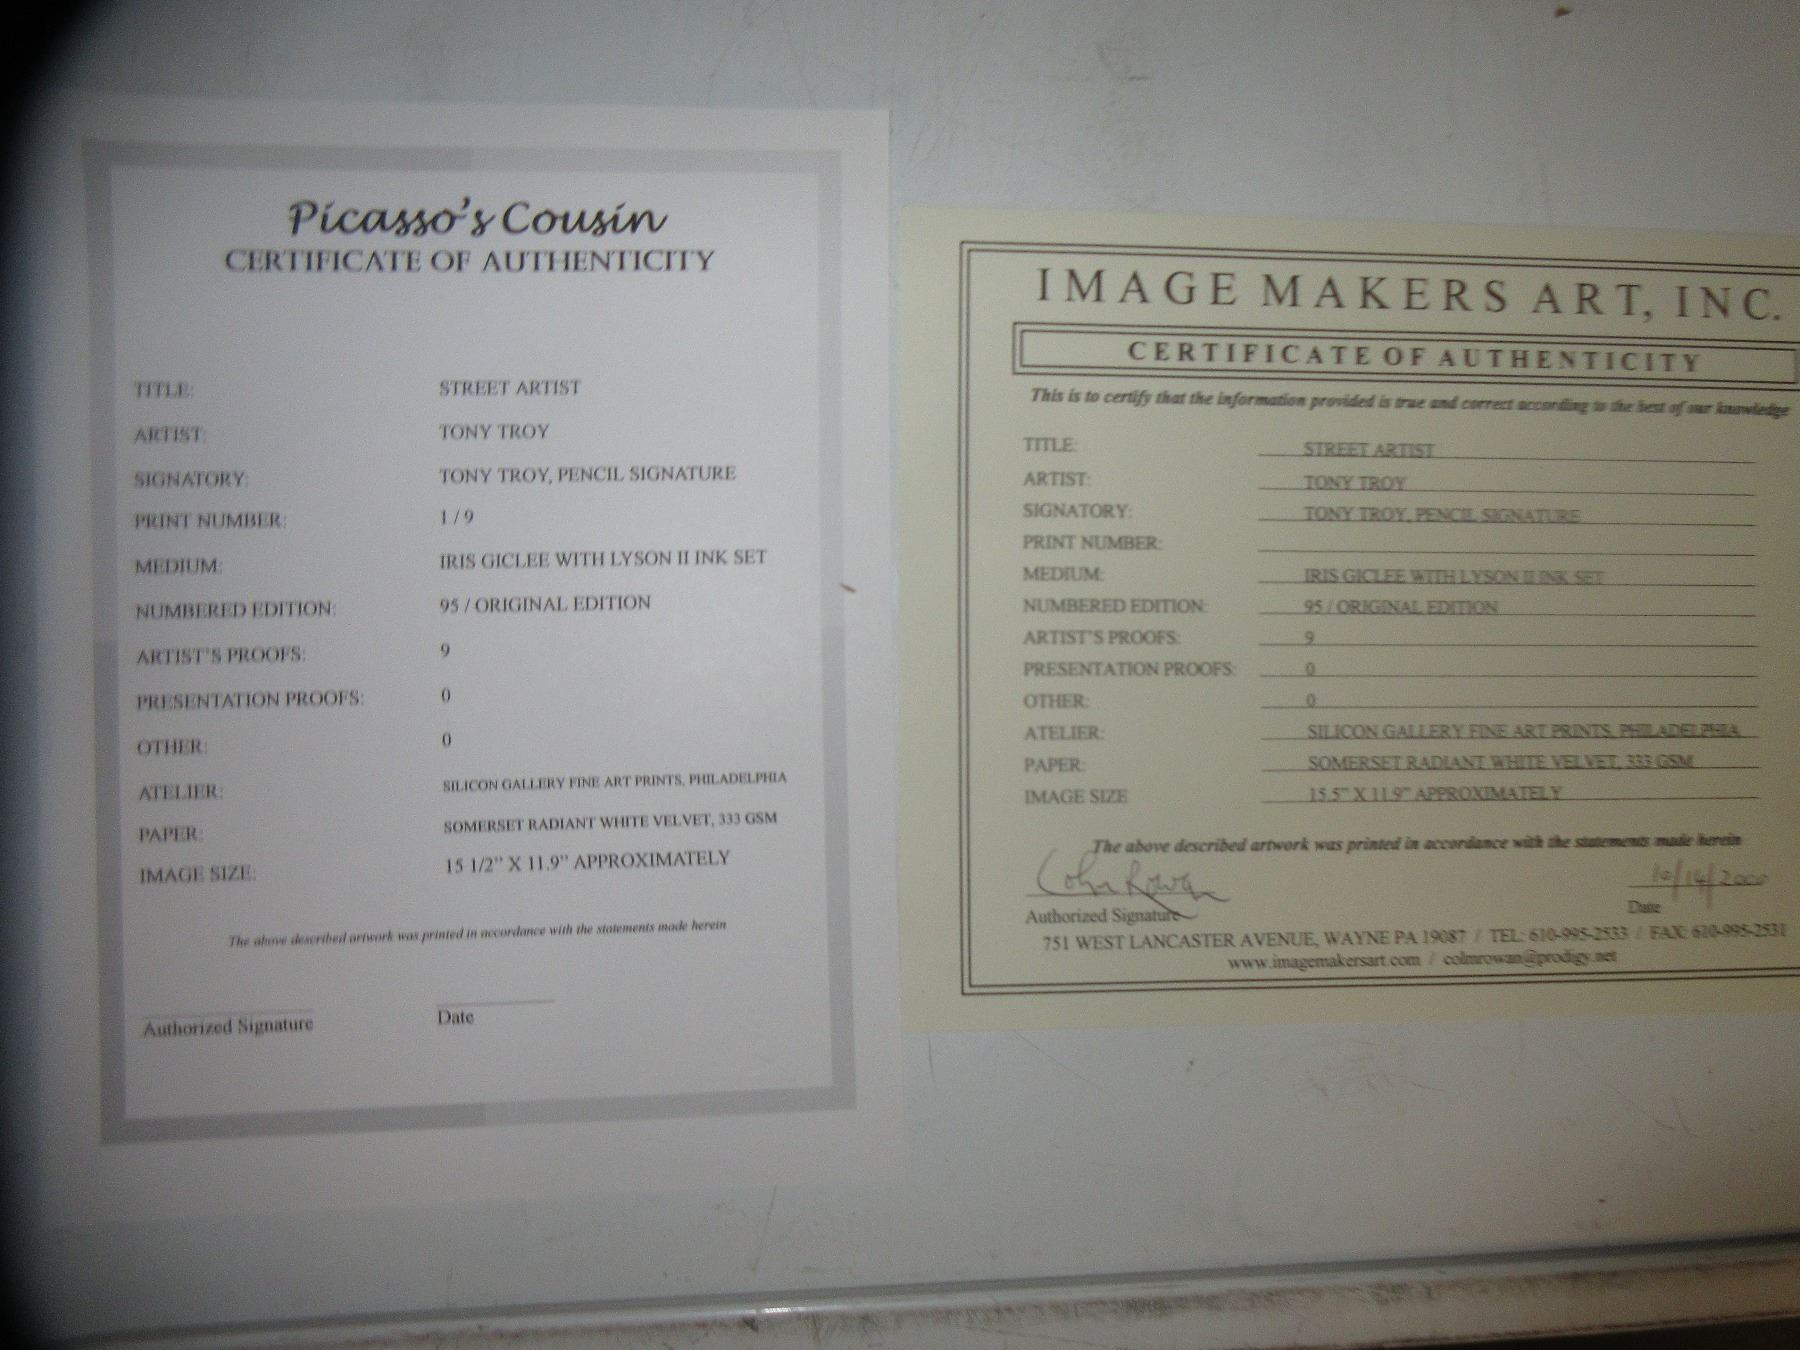 Picasso's Cousin
CERTIFICATE OF AUTHENTICITY
TITLE: STREET ARTIST
ARTIST: TONY TROY
SIGNATORY: TONY TROY, PENCIL SIGNATURE
PRINT NUMBER: 1 / 9
MEDIUM: IRIS GICLEE WITH LYSON II INK SET
NUMBERED EDITION: 95 / ORIGINAL EDITION
ARTIST'S PROOFS: 9
PRESENTATION PROOFS: 0
OTHER: 0
ATELIER: SILICON GALLERY FINE ART PRINTS, PHILADELPHIA
PAPER: SOMERSET RADIANT WHITE VELVET, 333 GSM
IMAGE SIZE: 15 1/2" X 11.9" APPROXIMATELY
The above described artwork was printed in accordance with the statements made herein
Authorized Signature Date
IMAGE MAKERS ART, INC.
CERTIFICATE OF AUTHENTICITY
This is to certify that the information provided is true and correct according to the best of our knowledge
TITLE: STREET ARTIST
ARTIST: TONY TROY
SIGNATORY: TONY TROY, PENCIL SIGNATURE
PRINT NUMBER:
MEDIUM: IRIS GICLEE WITH LYSON II INK SET
NUMBERED EDITION: 95 / ORIGINAL EDITION
ARTIST'S PROOFS: 9
PRESENTATION PROOFS: 0
OTHER: 0
ATELIER: SILICON GALLERY FINE ART PRINTS, PHILADELPHIA
PAPER: SOMERSET RADIANT WHITE VELVET, 333 GSM
IMAGE SIZE 15.5" X 11.9" APPROXIMATELY
The above described artwork was printed in accordance with the statements made herein
Colm Rowan 10/14/2000
Authorized Signature Date
751 WEST LANCASTER AVENUE, WAYNE PA 19087 / TEL: 610-995-2533 / FAX: 610-995-2531
www.imagemakersart.com / colmrowan@prodigy.net